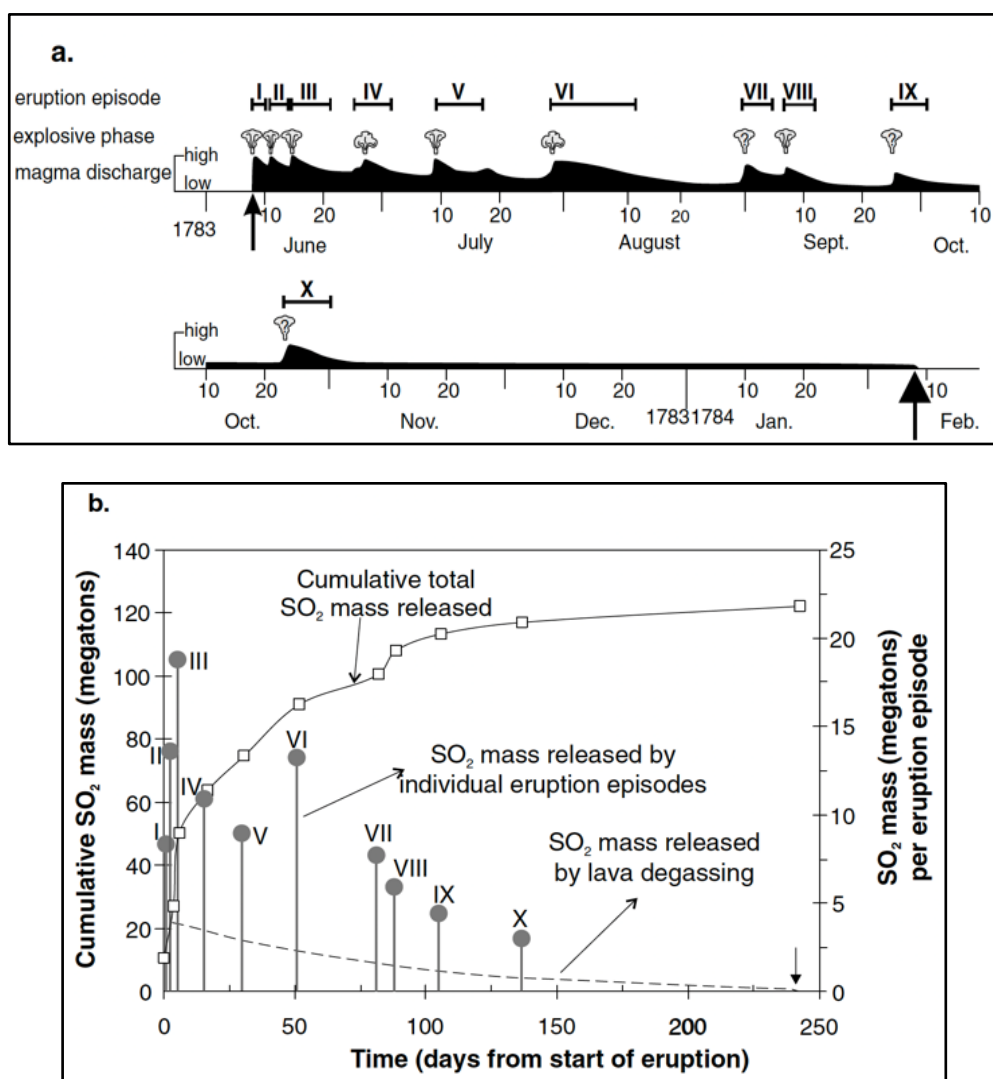 a.
eruption episode I II III IV V VI VII VIII IX
explosive phase ? ? ?
magma discharge high
low
10 20 10 20 10 20 10 20 10
1783 June July August Sept. Oct.
X
?
high
low
10 20 10 20 10 20 10 20 10
Oct. Nov. Dec. 1783 1784 Jan. Feb.
b.
140 25
120 20
100 15
80 10
60 5
40 0
20
0
Cumulative SO₂ mass (megatons)
SO₂ mass (megatons)
per eruption episode
Cumulative total
SO₂ mass released
III
II
I
IV
V
VI
SO₂ mass released by
individual eruption episodes
VII
VIII
IX
X
SO₂ mass released
by lava degassing
0 50 100 150 200 250
Time (days from start of eruption)